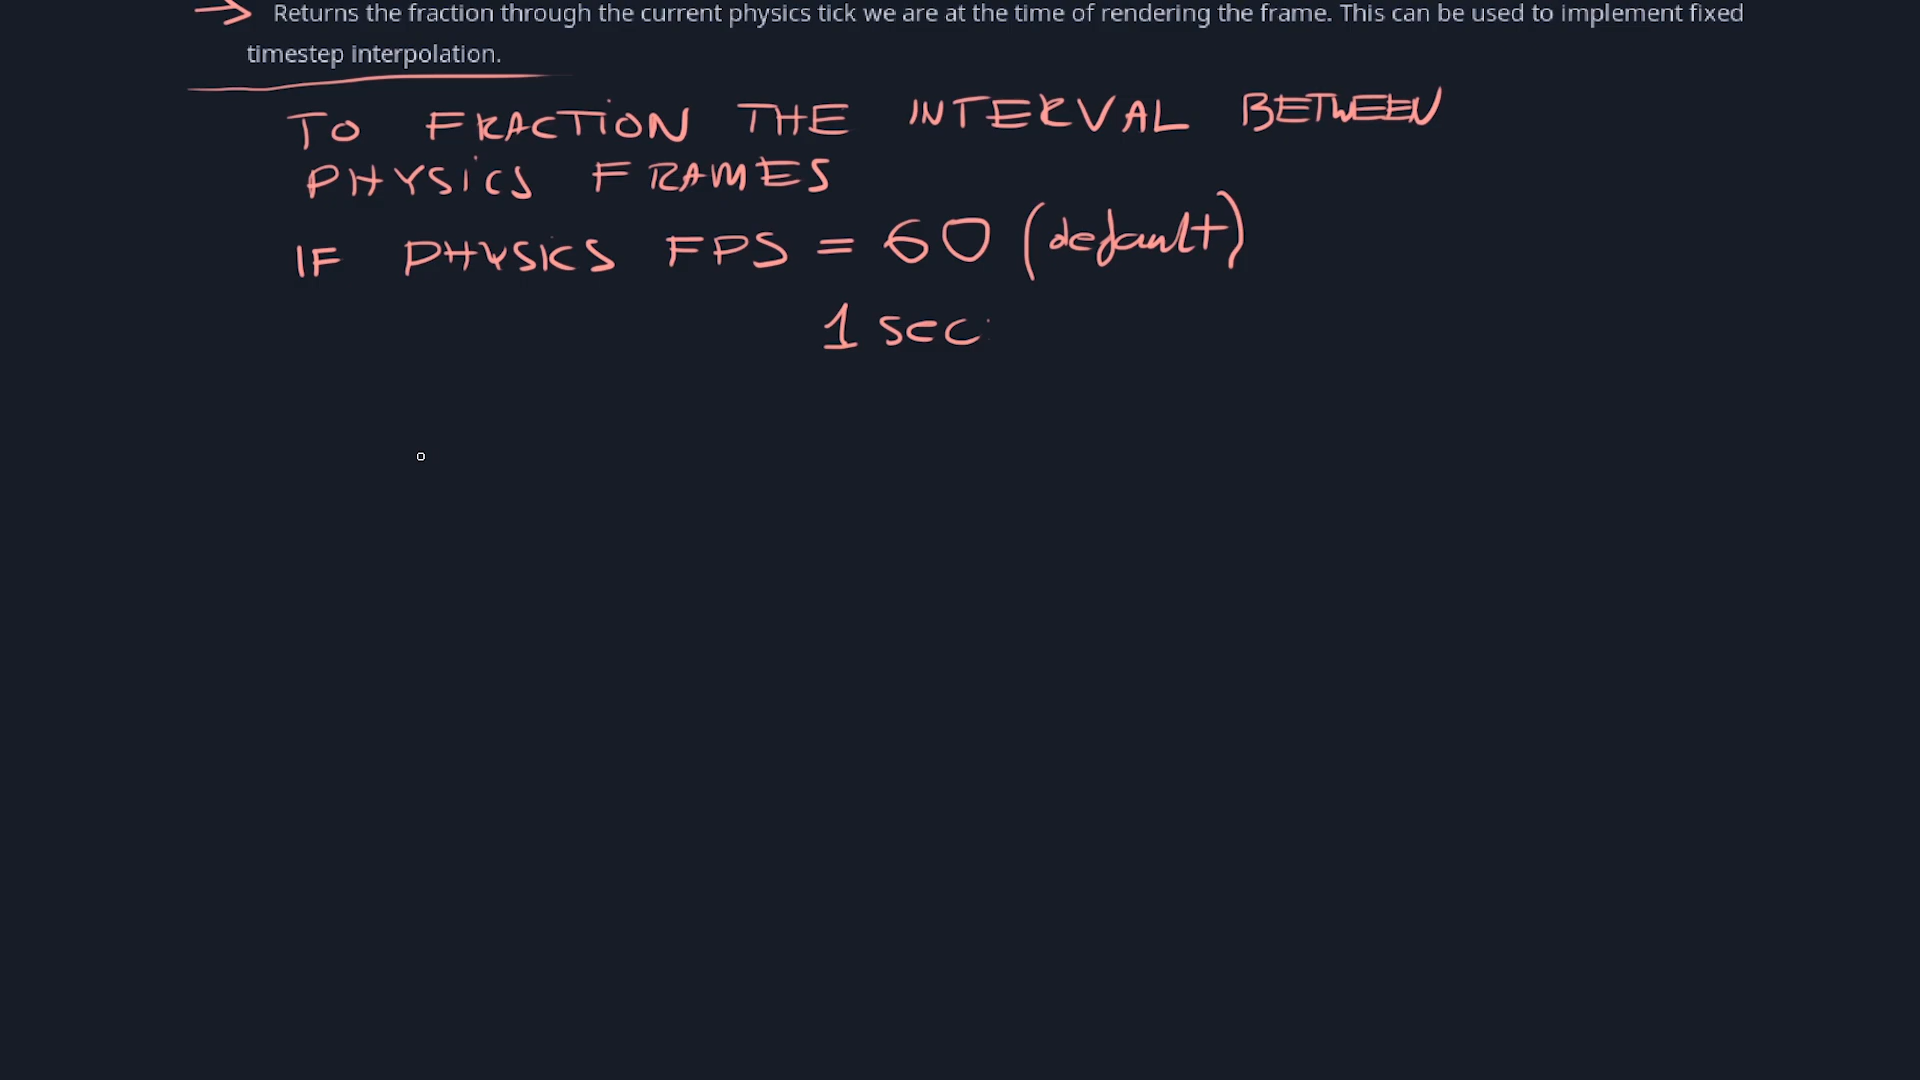 Returns the fraction through the current physics tick we are at the time of rendering the frame. This can be used to implement fixed
timestep interpolation.
TO FRACTION THE INTERVAL BETWEEN
PHYSICS FRAMES
IF PHYSICS FPS = 60 (default)
1 sec